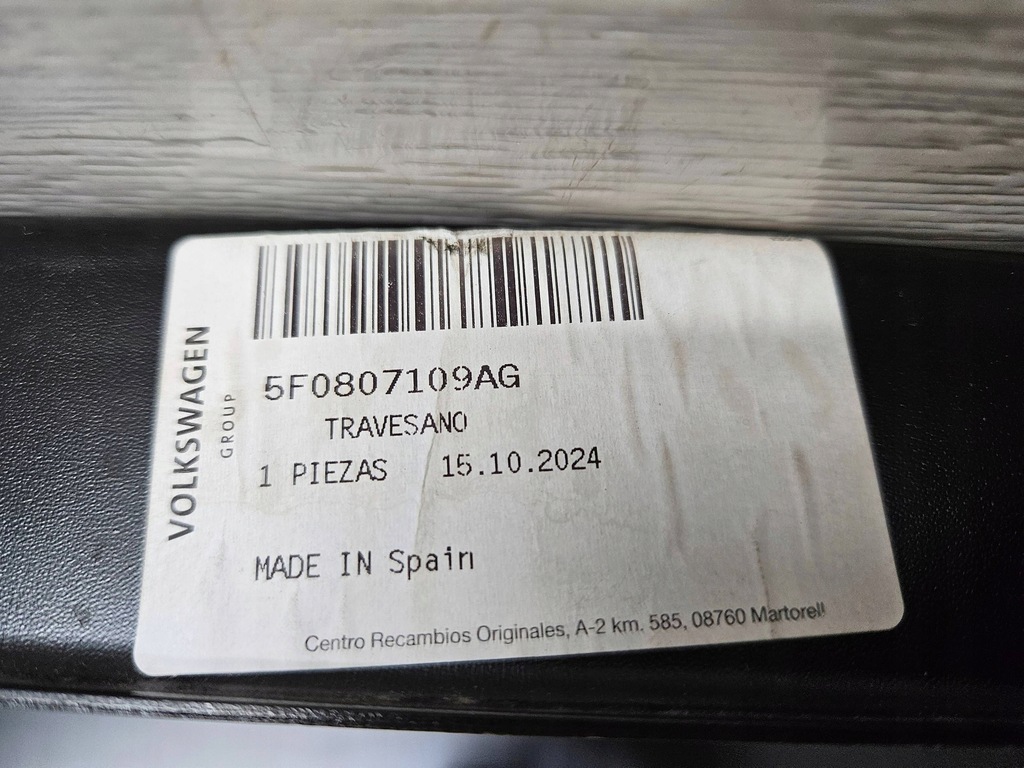 VOLKSWAGEN
GROUP
5F0807109AG
TRAVESANO
1 PIEZAS 15.10.2024
MADE IN Spain
Centro Recambios Originales, A-2 km. 585, 08760 Martorell